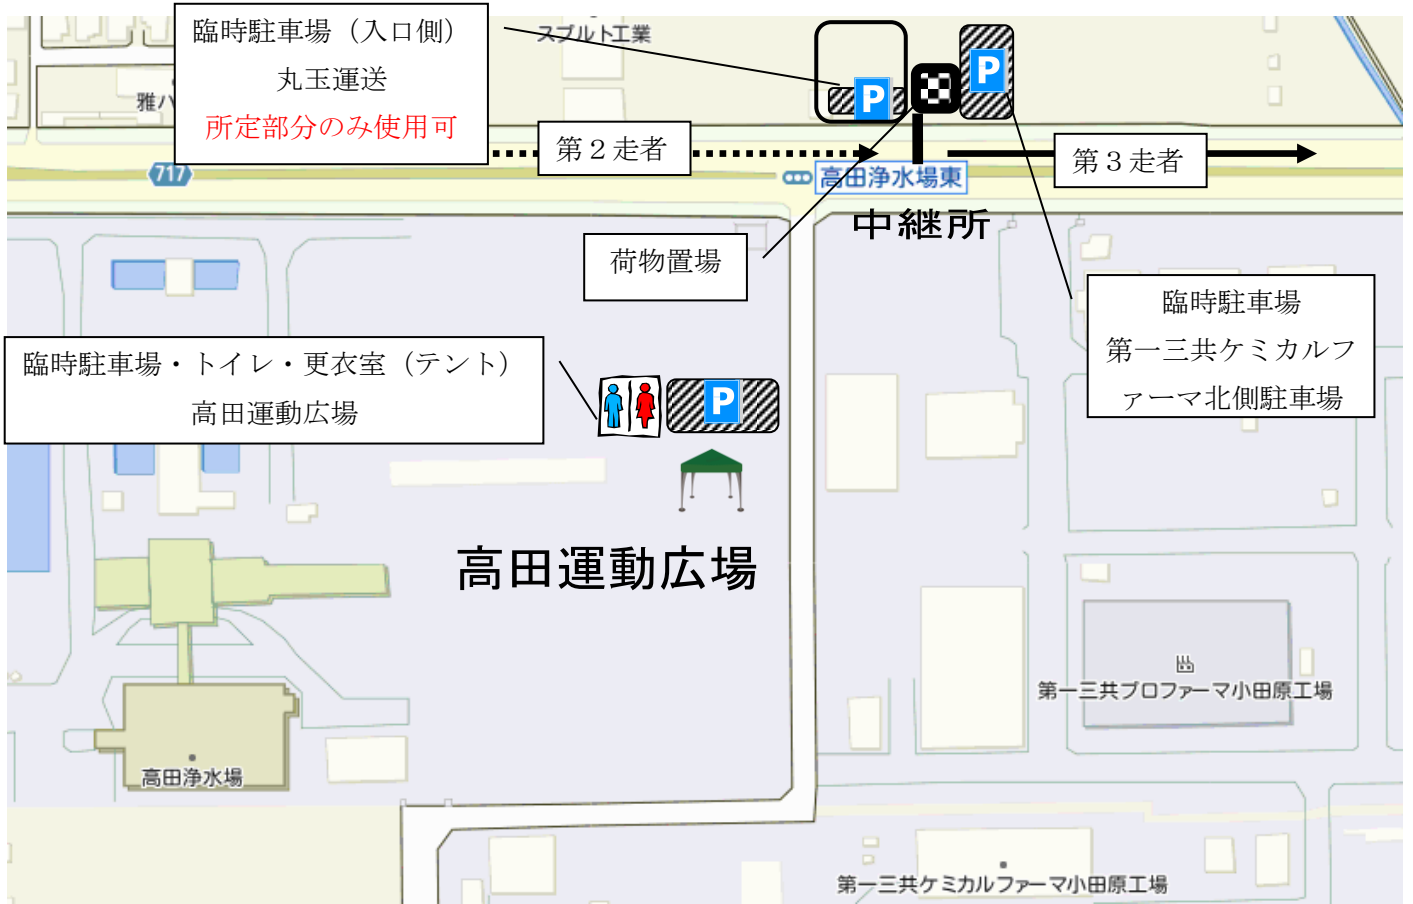 臨時駐車場（入口側）
丸玉運送
所定部分のみ使用可
スプルト工業
雅ハ
P
P
第２走者
第３走者
717
高田浄水場東
中継所
荷物置場
臨時駐車場
第一三共ケミカルフ
ァーマ北側駐車場
臨時駐車場・トイレ・更衣室（テント）
高田運動広場
P
高田運動広場
第一三共プロファーマ小田原工場
高田浄水場
第一三共ケミカルファーマ小田原工場